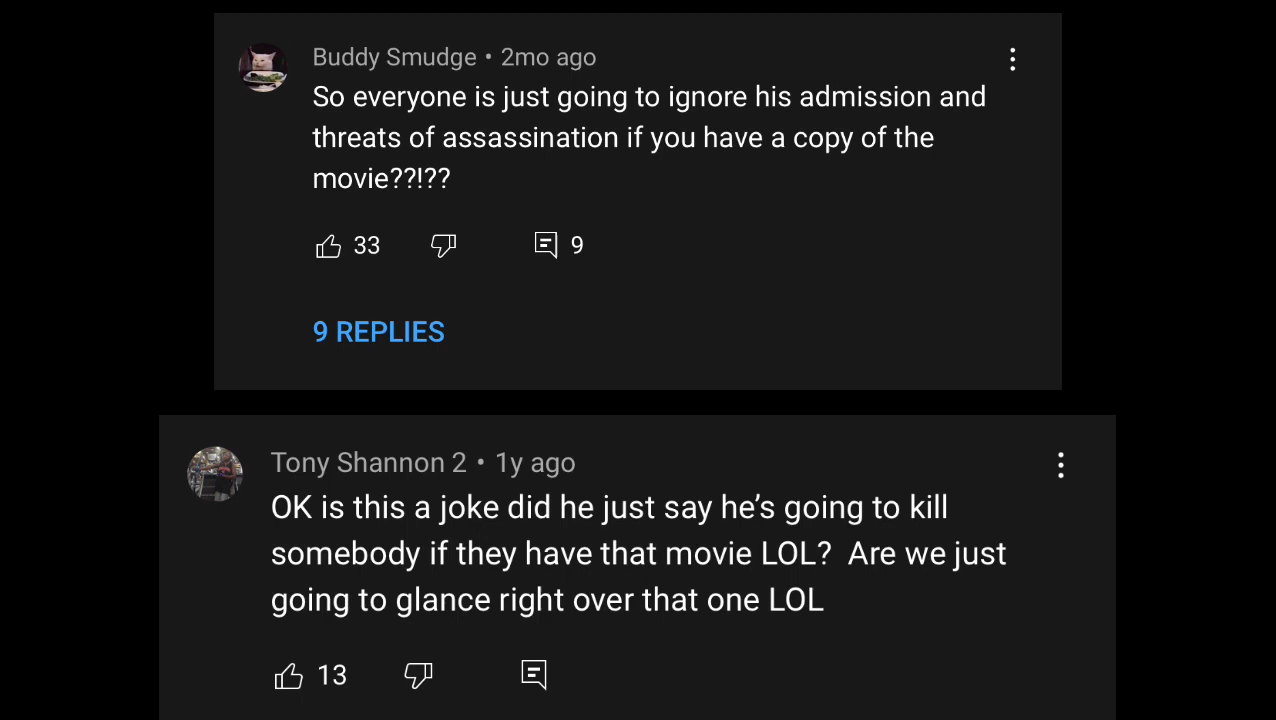 Buddy Smudge • 2mo ago
So everyone is just going to ignore his admission and
threats of assassination if you have a copy of the
movie??!??
33 9
9 REPLIES
Tony Shannon 2 • 1y ago
OK is this a joke did he just say he’s going to kill
somebody if they have that movie LOL?  Are we just
going to glance right over that one LOL
13